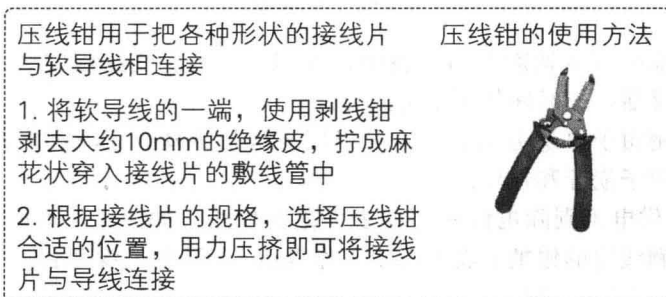 压线钳用于把各种形状的接线片
与软导线相连接
压线钳的使用方法
1. 将软导线的一端，使用剥线钳
剥去大约10mm的绝缘皮，拧成麻
花状穿入接线片的敷线管中
2. 根据接线片的规格，选择压线钳
合适的位置，用力压挤即可将接线
片与导线连接